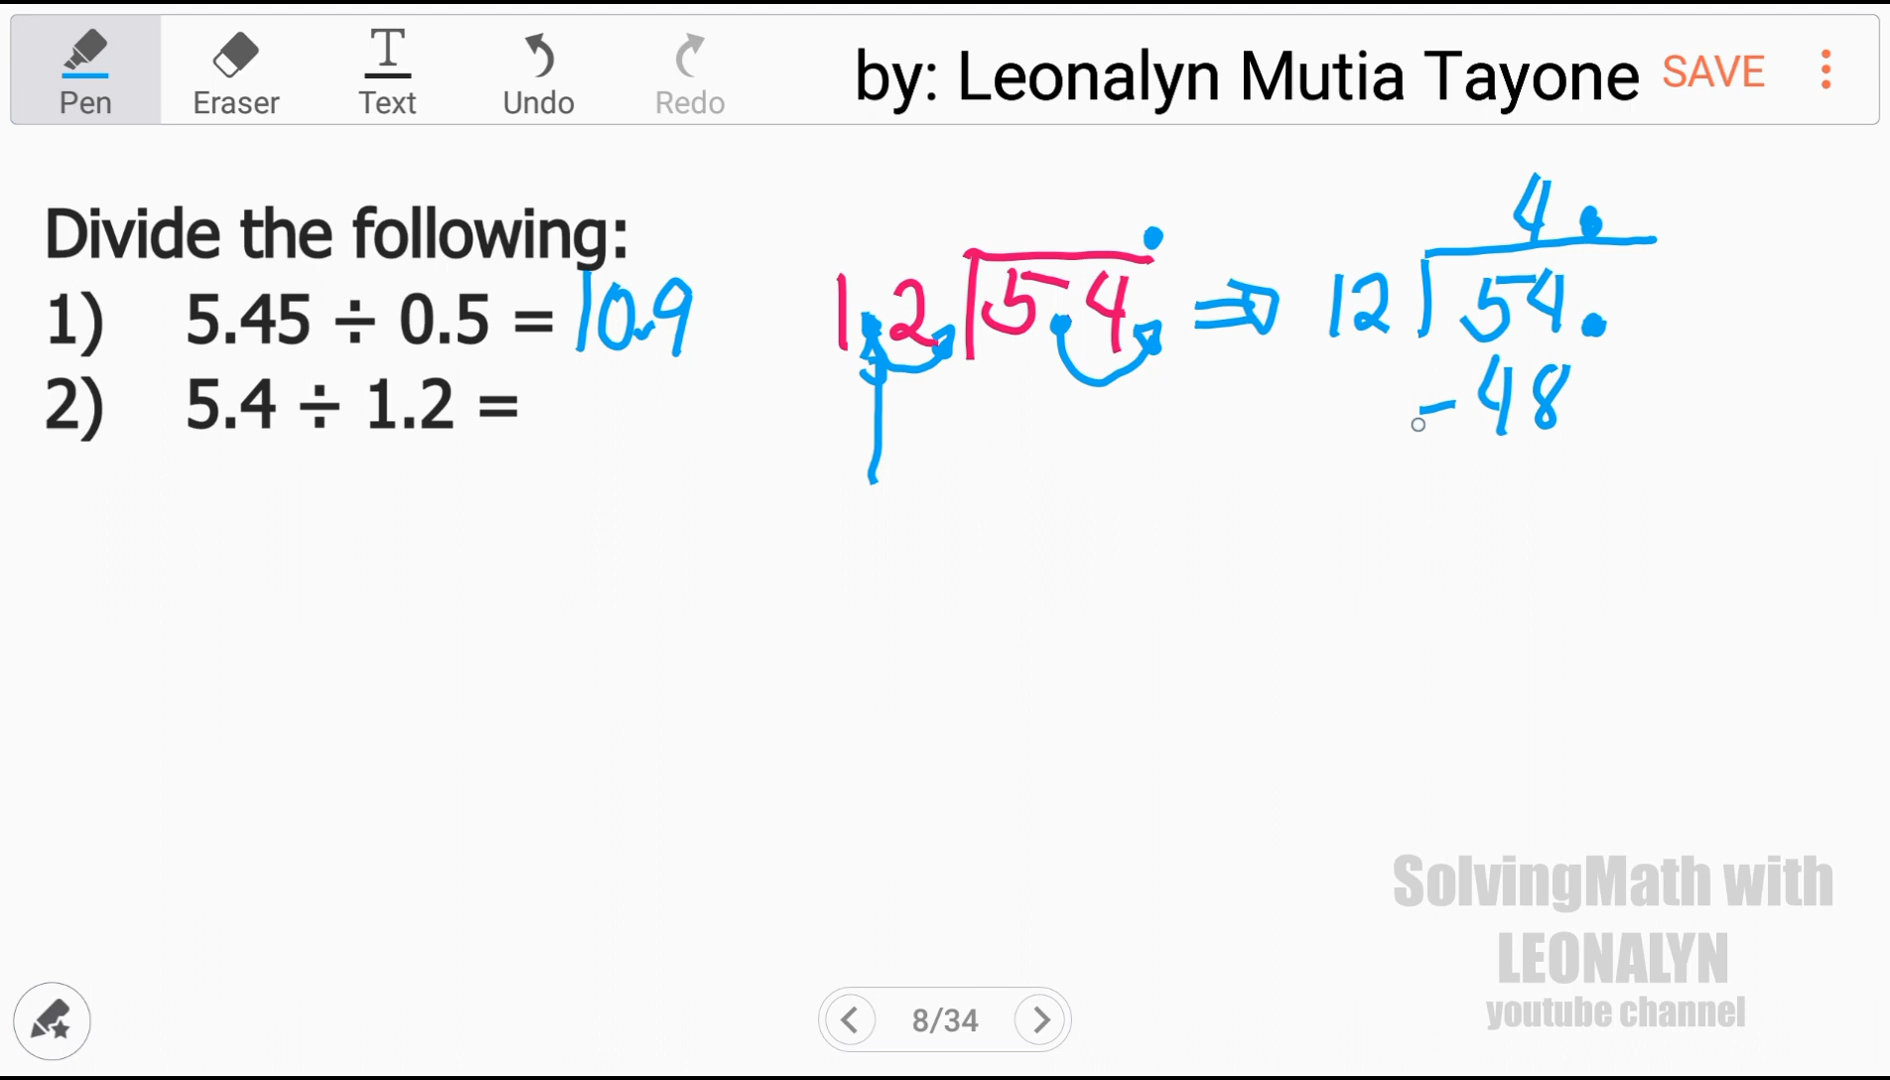 Pen Eraser Text Undo Redo by: Leonalyn Mutia Tayone SAVE
Divide the following:
1) 5.45 ÷ 0.5 = 10.9
2) 5.4 ÷ 1.2 =
1.2 5.4. ⇒ 12 54.
4.
-48
SolvingMath with
LEONALYN
youtube channel
8/34